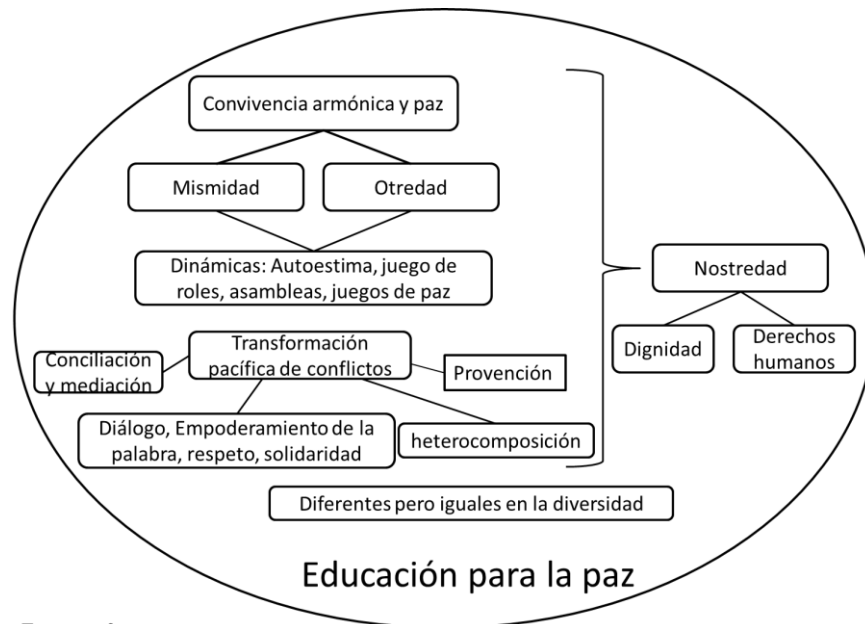 Convivencia armónica y paz
Mismidad
Otredad
Dinámicas: Autoestima, juego de
roles, asambleas, juegos de paz
Nostredad
Dignidad
Derechos
humanos
Transformación
pacífica de conflictos
Conciliación
y mediación
Provención
Diálogo, Empoderamiento de la
palabra, respeto, solidaridad
heterocomposición
Diferentes pero iguales en la diversidad
Educación para la paz